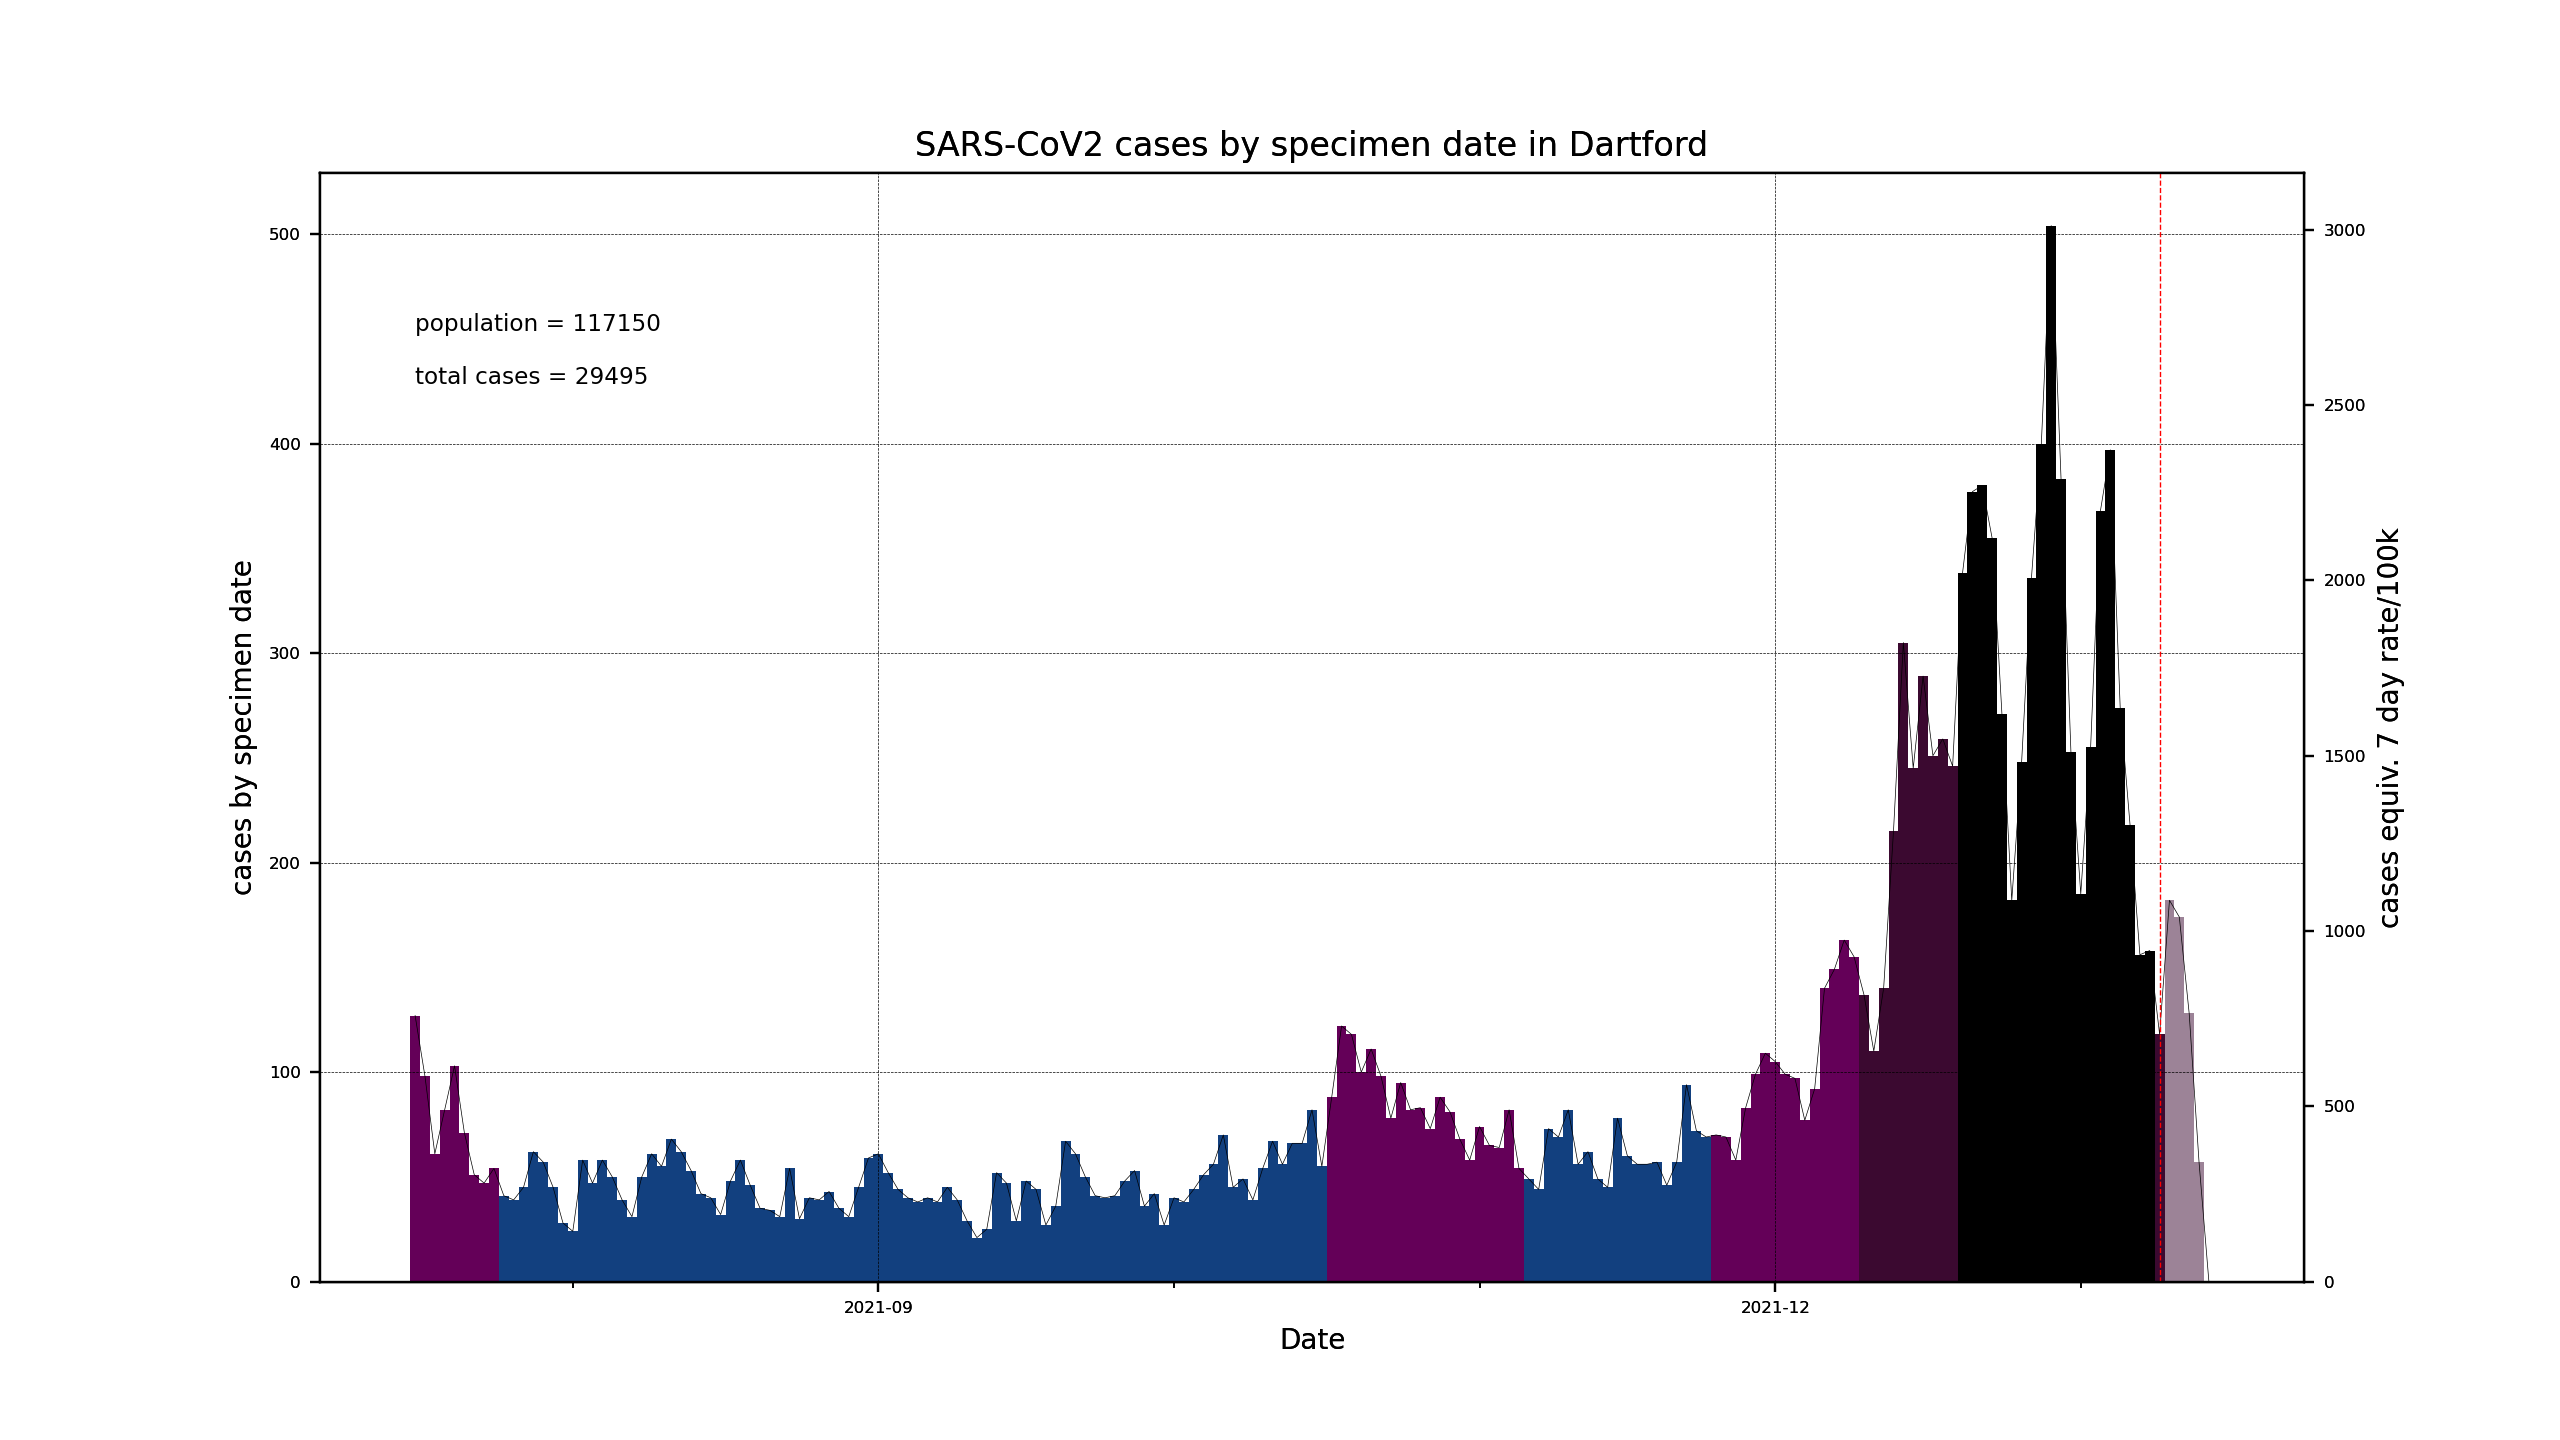 SARS-CoV2 cases by specimen date in Dartford
population = 117150
total cases = 29495
cases by specimen date
500
400
300
200
100
0
3000
2500
2000
1500
1000
500
0
cases equiv. 7 day rate/100k
2021-09
2021-12
Date